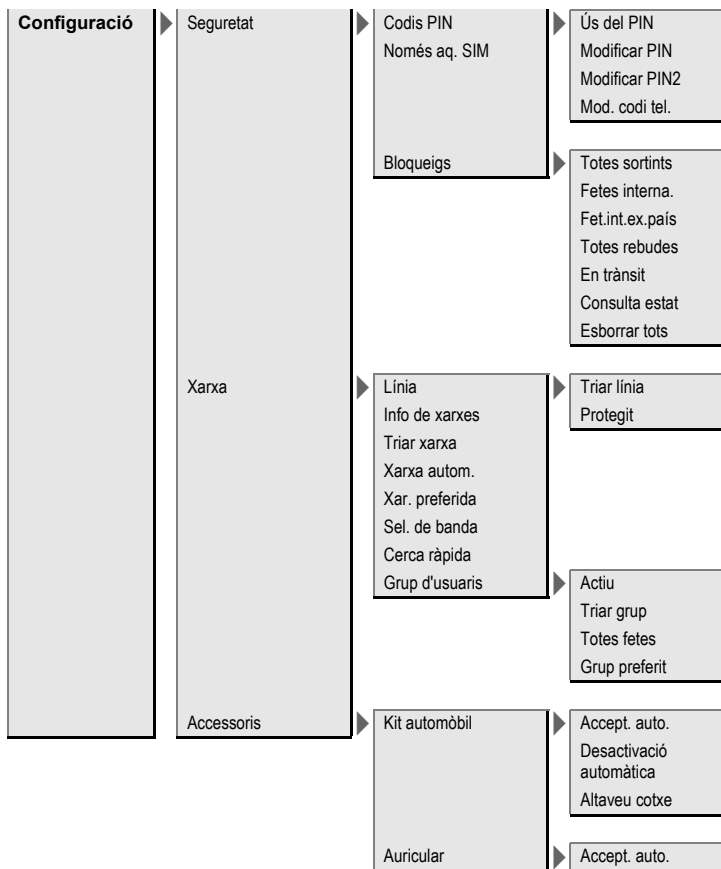 Configuració
Seguretat
Codis PIN
Ús del PIN
Només aq. SIM
Modificar PIN
Modificar PIN2
Mod. codi tel.
Bloqueigs
Totes sortints
Fetes interna.
Fet.int.ex.país
Totes rebudes
En trànsit
Consulta estat
Esborrar tots
Xarxa
Línia
Triar línia
Info de xarxes
Protegit
Triar xarxa
Xarxa autom.
Xar. preferida
Sel. de banda
Cerca ràpida
Grup d'usuaris
Actiu
Triar grup
Totes fetes
Grup preferit
Accessoris
Kit automòbil
Accept. auto.
Desactivació
automàtica
Altaveu cotxe
Auricular
Accept. auto.